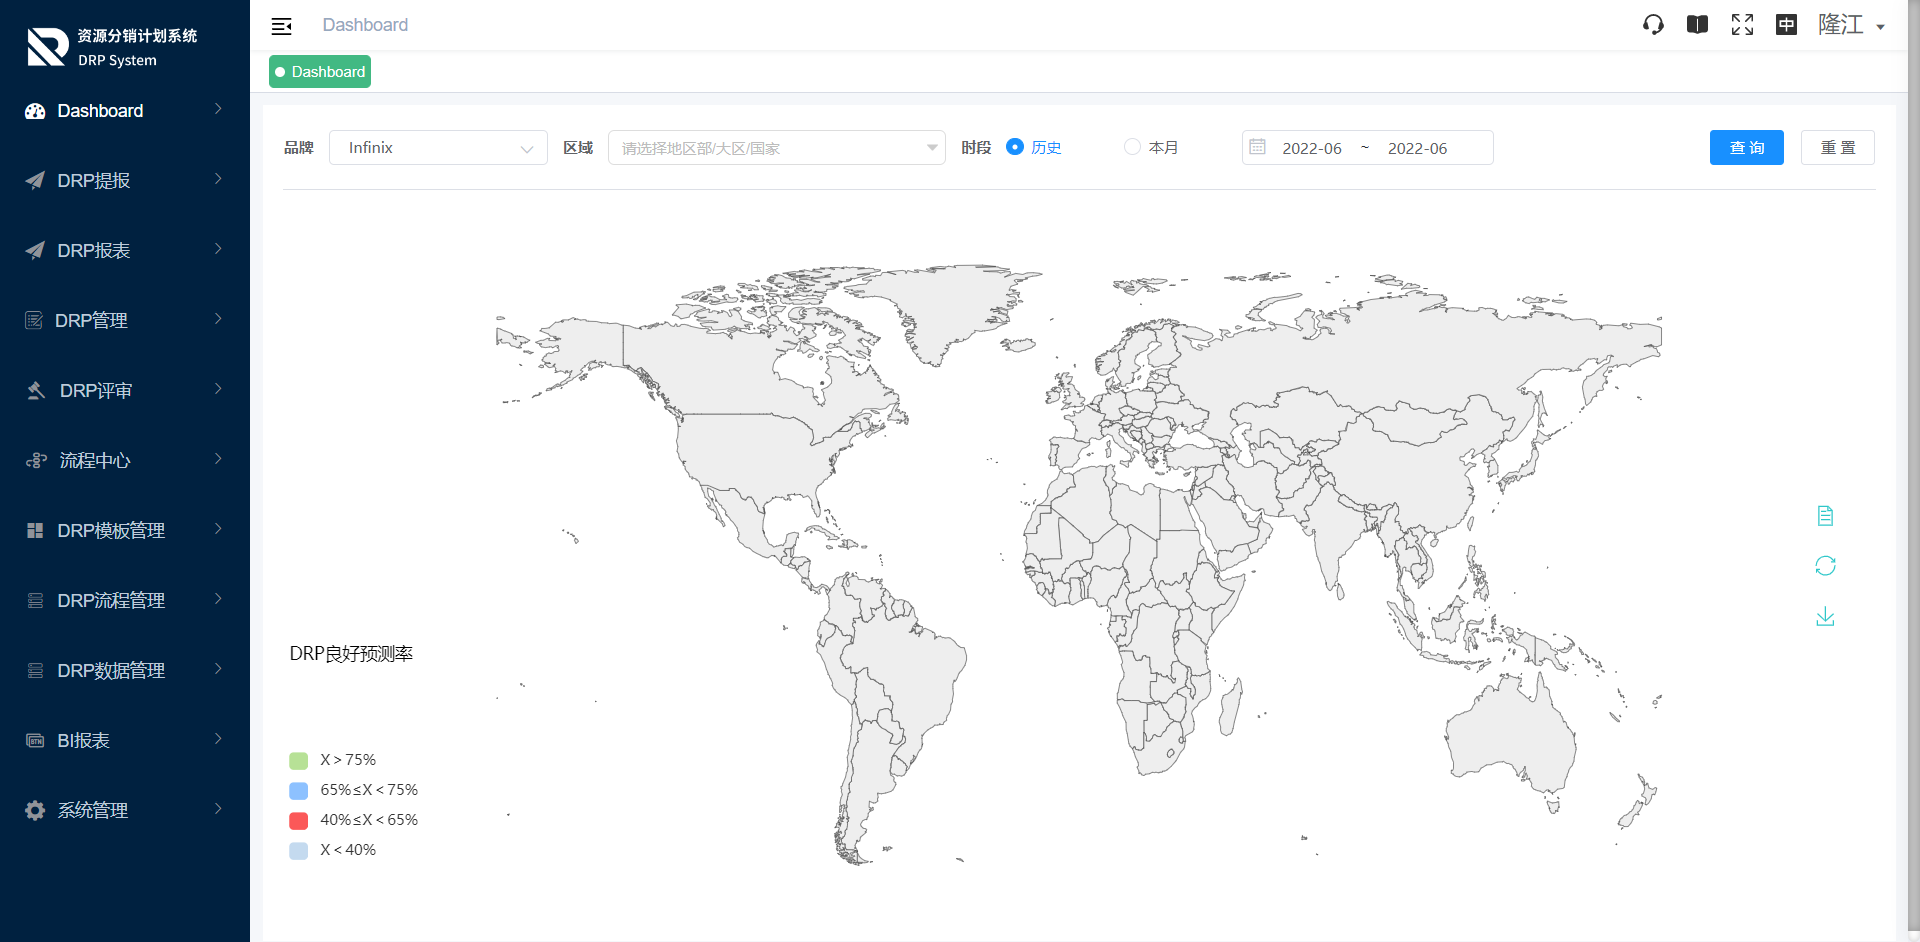 资源分销计划系统
DRP System
Dashboard
DRP提报
DRP报表
DRP管理
DRP评审
流程中心
DRP模板管理
DRP流程管理
DRP数据管理
BI报表
系统管理
Dashboard
中 隆江
Dashboard
品牌 Infinix 区域 请选择地区部/大区/国家 时段 历史 本月 2022-06 ~ 2022-06 查 询 重 置
DRP良好预测率
X > 75%
65%≤X < 75%
40%≤X < 65%
X < 40%